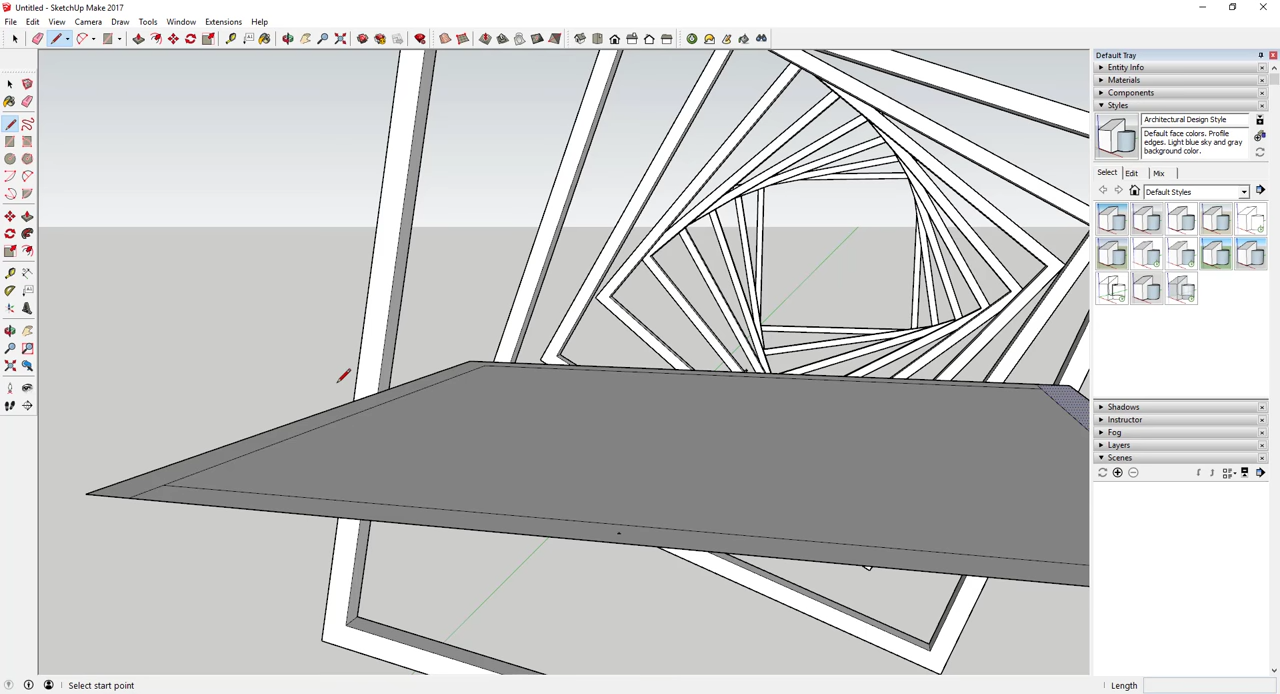 Untitled - SketchUp Make 2017
File Edit View Camera Draw Tools Window Extensions Help
Default Tray
Entity Info
Materials
Components
Styles
Architectural Design Style
Default face colors. Profile
edges. Light blue sky and gray
background color.
Select Edit Mix
Default Styles
Shadows
Instructor
Fog
Layers
Scenes
Select start point
Length